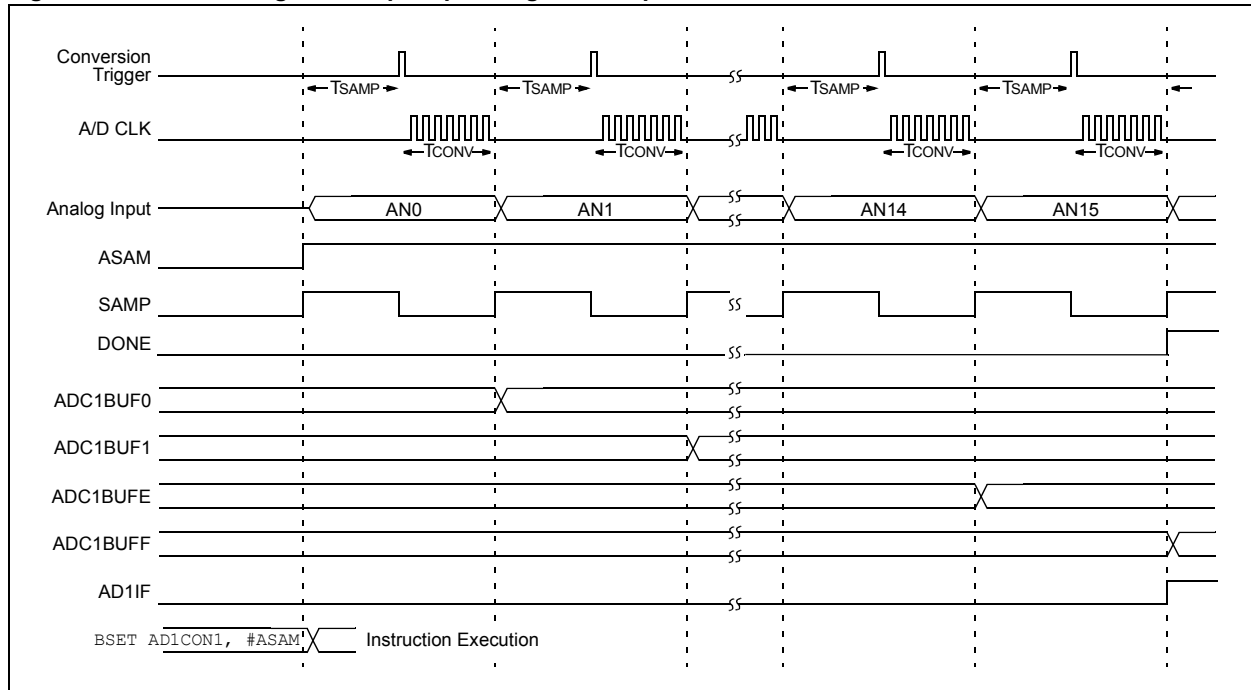 Conversion
Trigger
TSAMP TSAMP TSAMP TSAMP
A/D CLK
TCONV TCONV TCONV TCONV
Analog Input AN0 AN1 AN14 AN15
ASAM
SAMP
DONE
ADC1BUF0
ADC1BUF1
ADC1BUFE
ADC1BUFF
AD1IF
BSET AD1CON1, #ASAM Instruction Execution